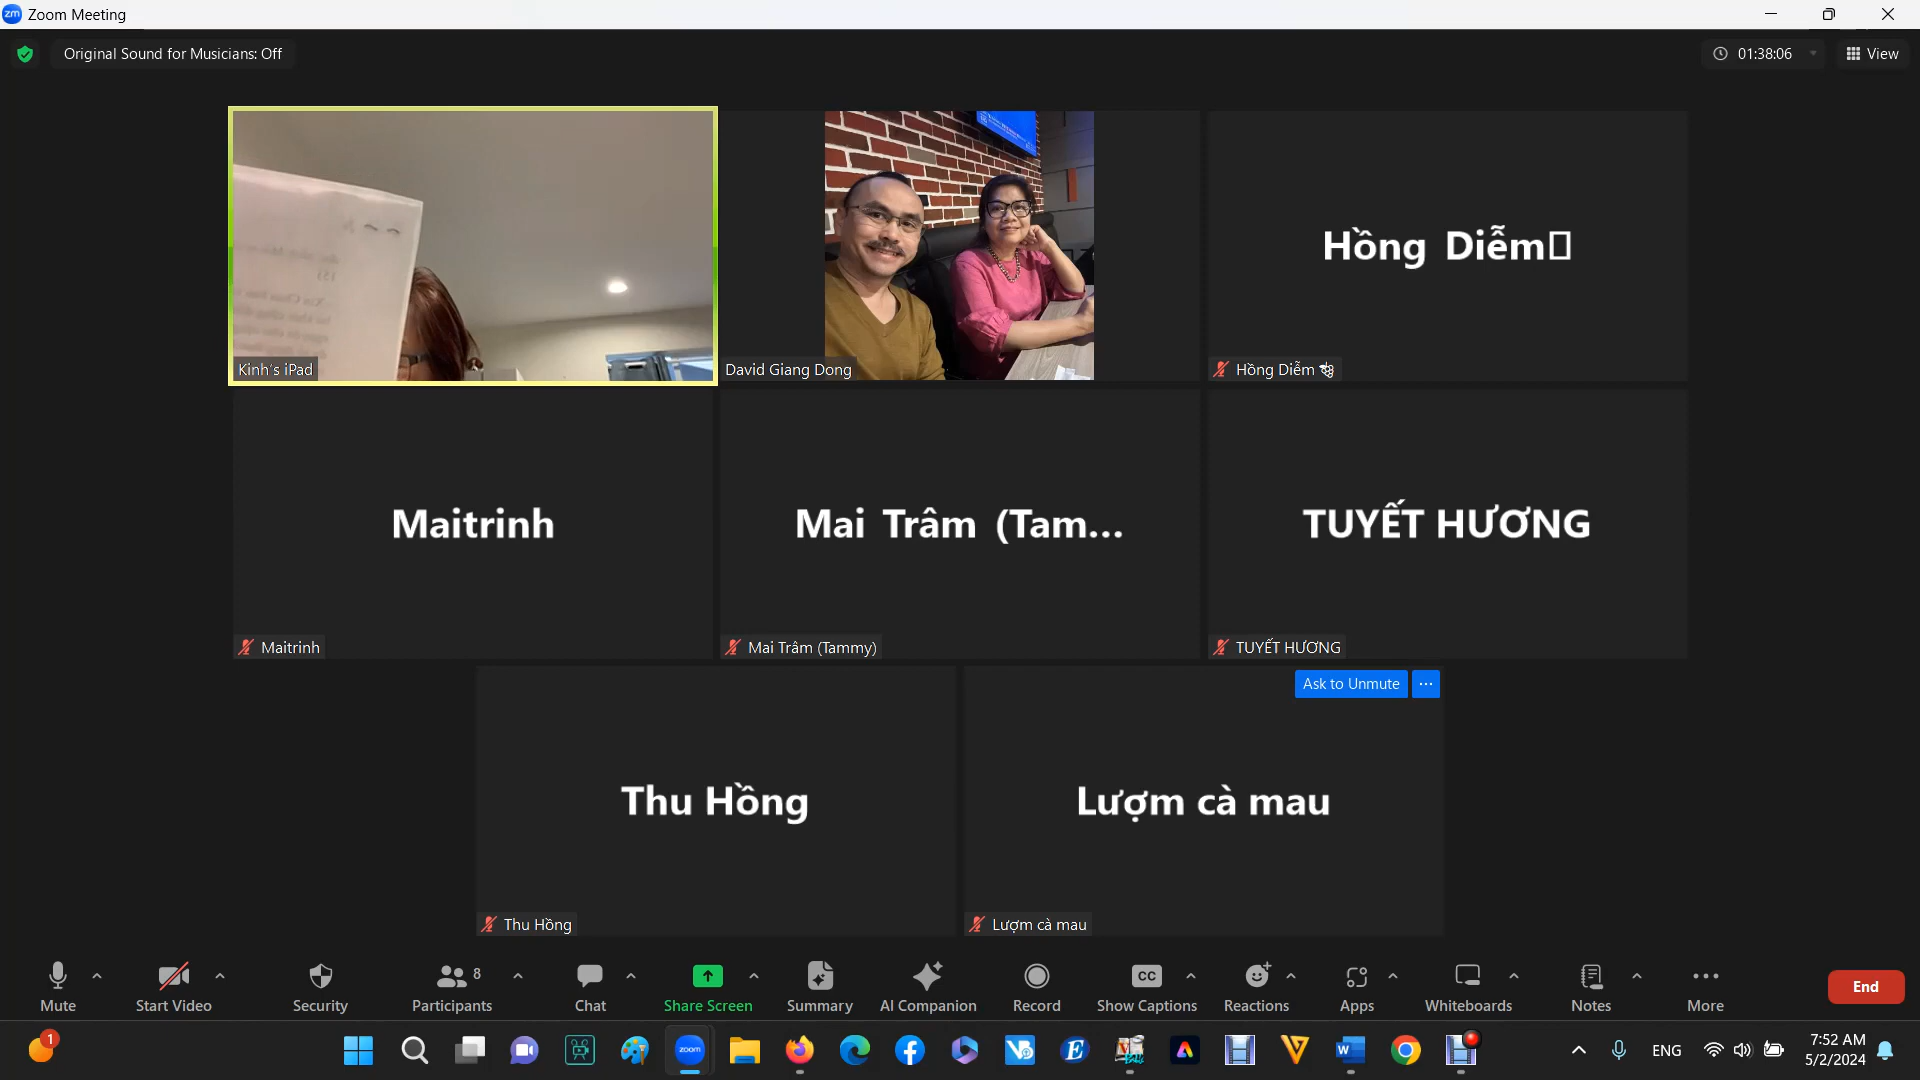 Zoom Meeting
Original Sound for Musicians: Off
01:38:06
View
Kinh's iPad
David Giang Dong
Hồng Diễm
Hồng Diễm
Maitrinh
Maitrinh
Mai Trâm (Tam...
Mai Trâm (Tammy)
TUYẾT HƯƠNG
TUYẾT HƯƠNG
Thu Hồng
Thu Hồng
Ask to Unmute ...
Lượm cà mau
Lượm cà mau
Mute
Start Video
Security
Participants 8
Chat
Share Screen
Summary
AI Companion
Record
CC
Show Captions
Reactions
Apps
Whiteboards
Notes
More
End
1
zoom
ENG
7:52 AM
5/2/2024